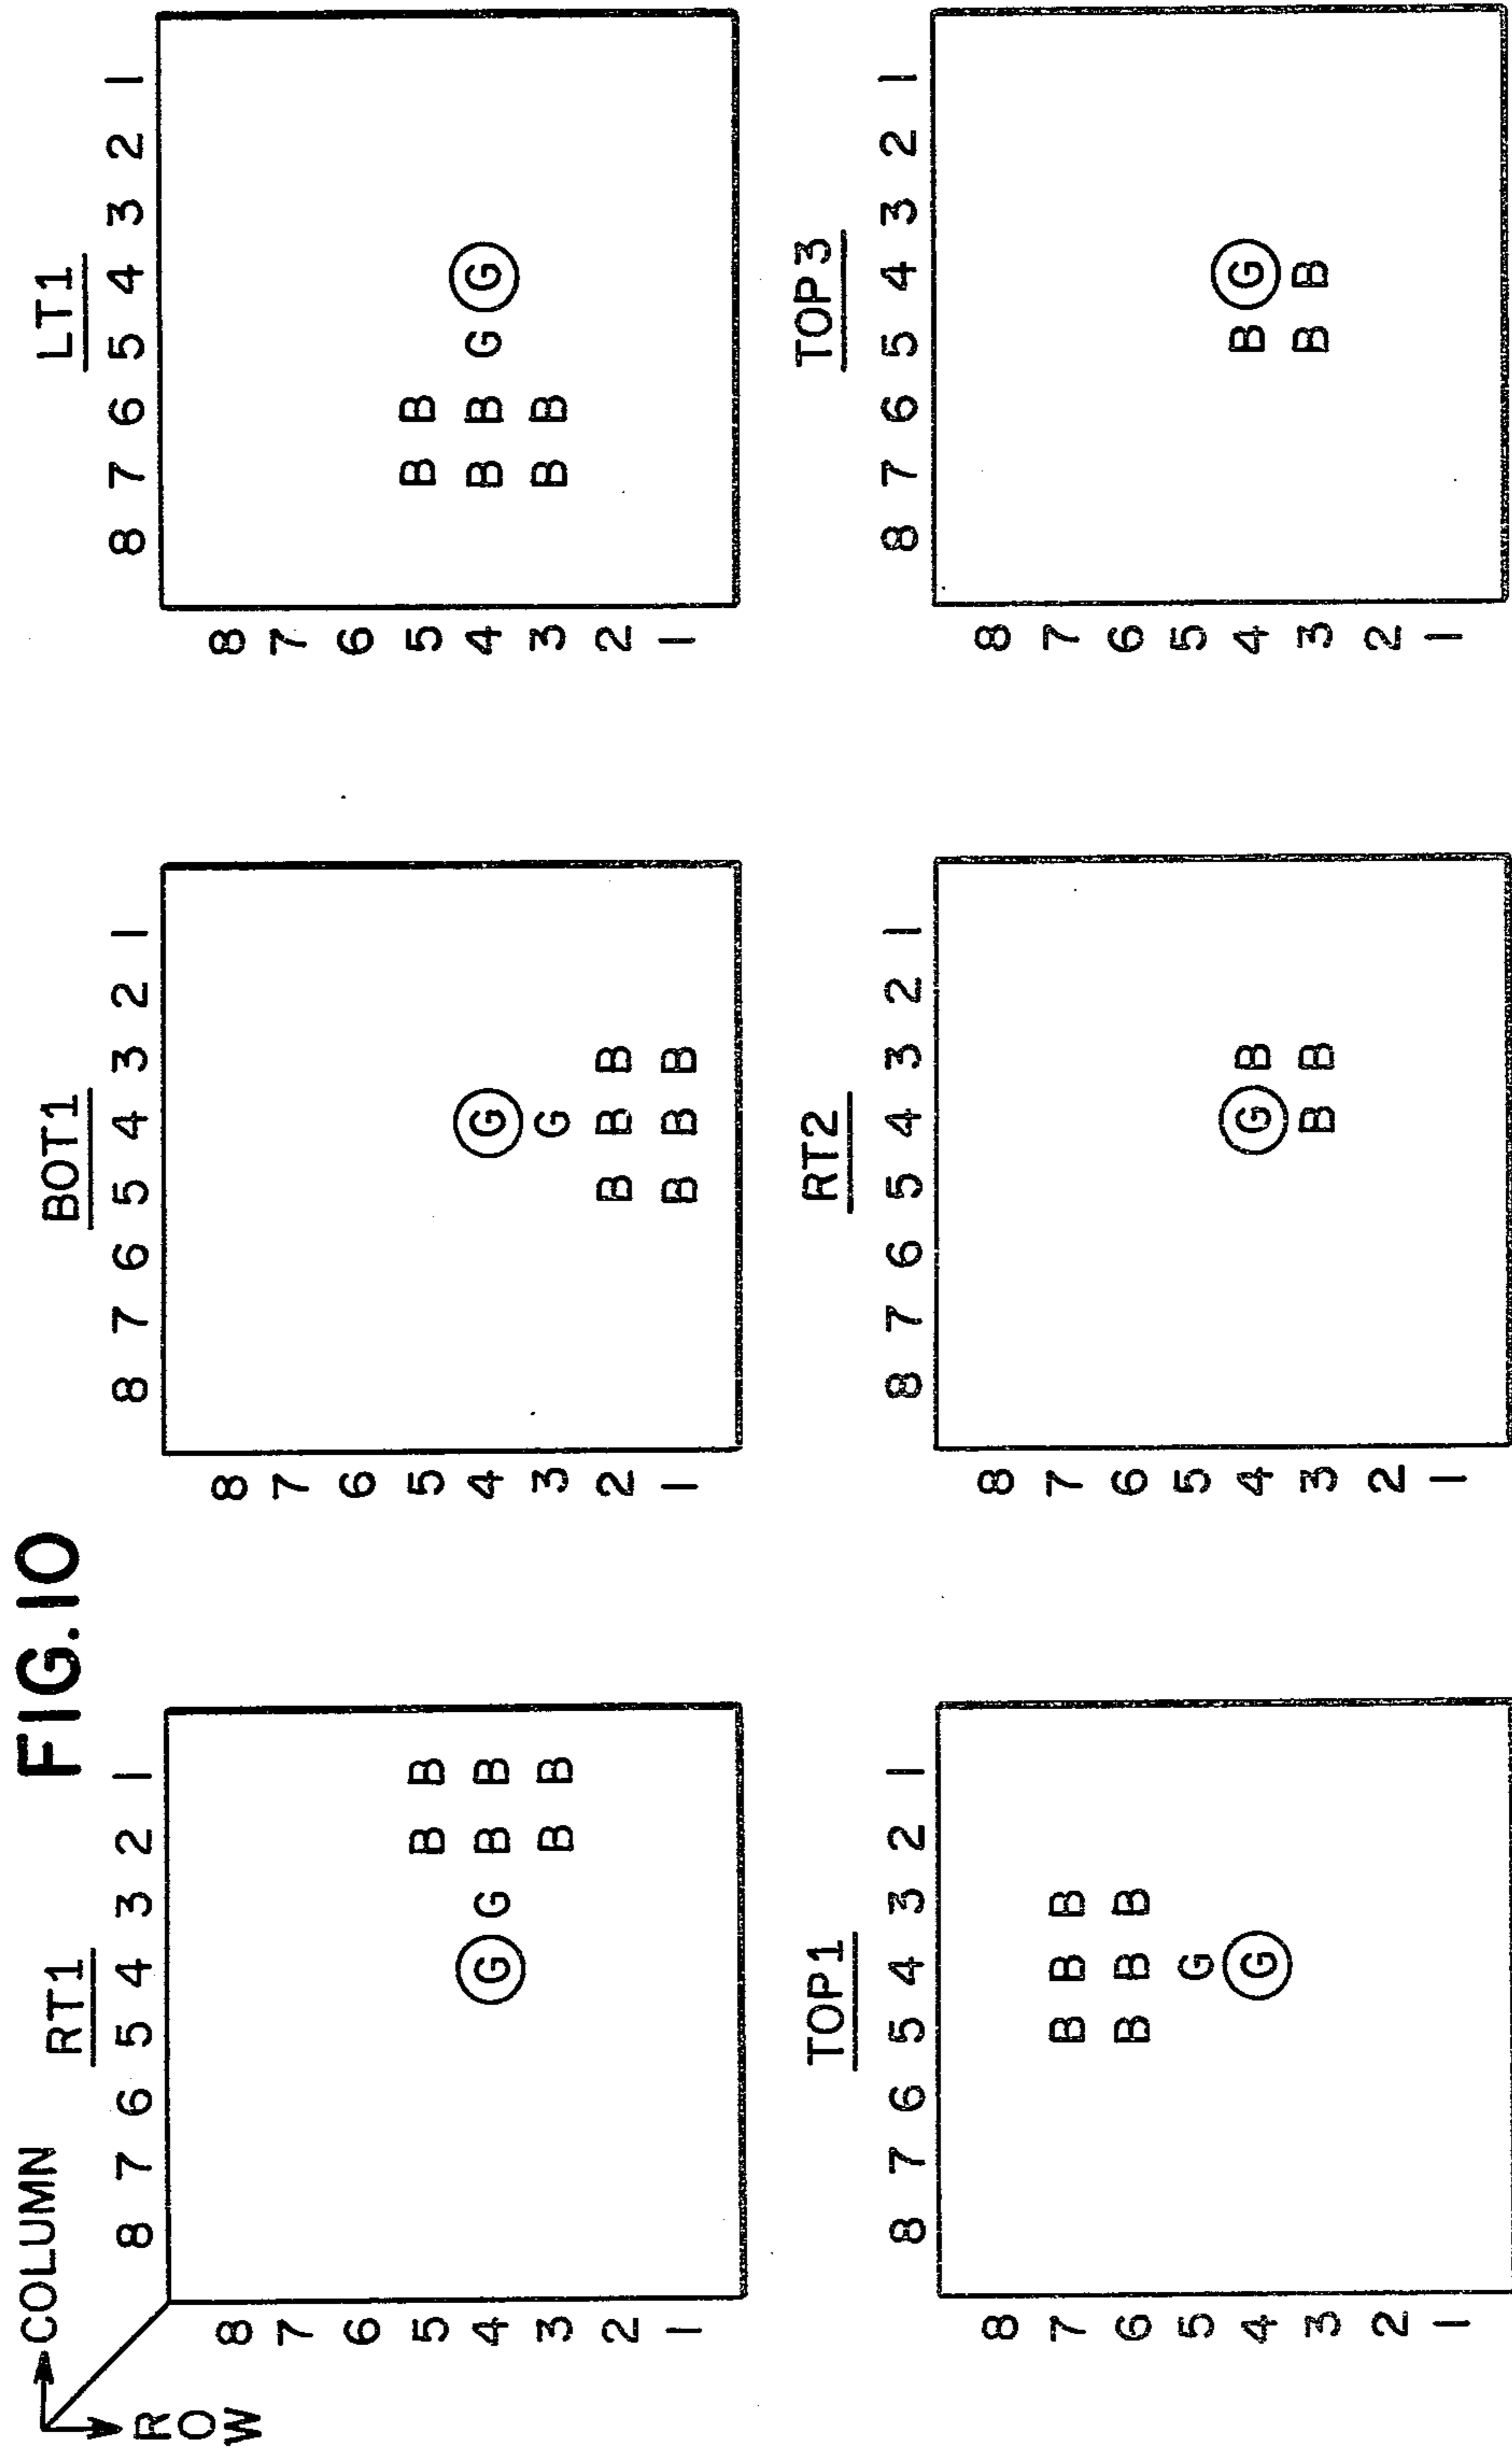 FIG.10
COLUMN
ROW
RT1
8 7 6 5 4 3 2 1
8
7
6
5 B B
4 G G B B
3 B B
2
1
BOT1
8 7 6 5 4 3 2 1
8
7
6
5
4 G
3 G
2 B B B
1 B B B
LT1
8 7 6 5 4 3 2 1
8
7
6
5 B B
4 B B G G
3 B B
2
1
TOP1
8 7 6 5 4 3 2 1
8
7 B B B
6 B B B
5 G
4 G
3
2
1
RT2
8 7 6 5 4 3 2 1
8
7
6
5
4 G B
3 B B
2
1
TOP3
8 7 6 5 4 3 2 1
8
7
6
5
4 B G
3 B B
2
1